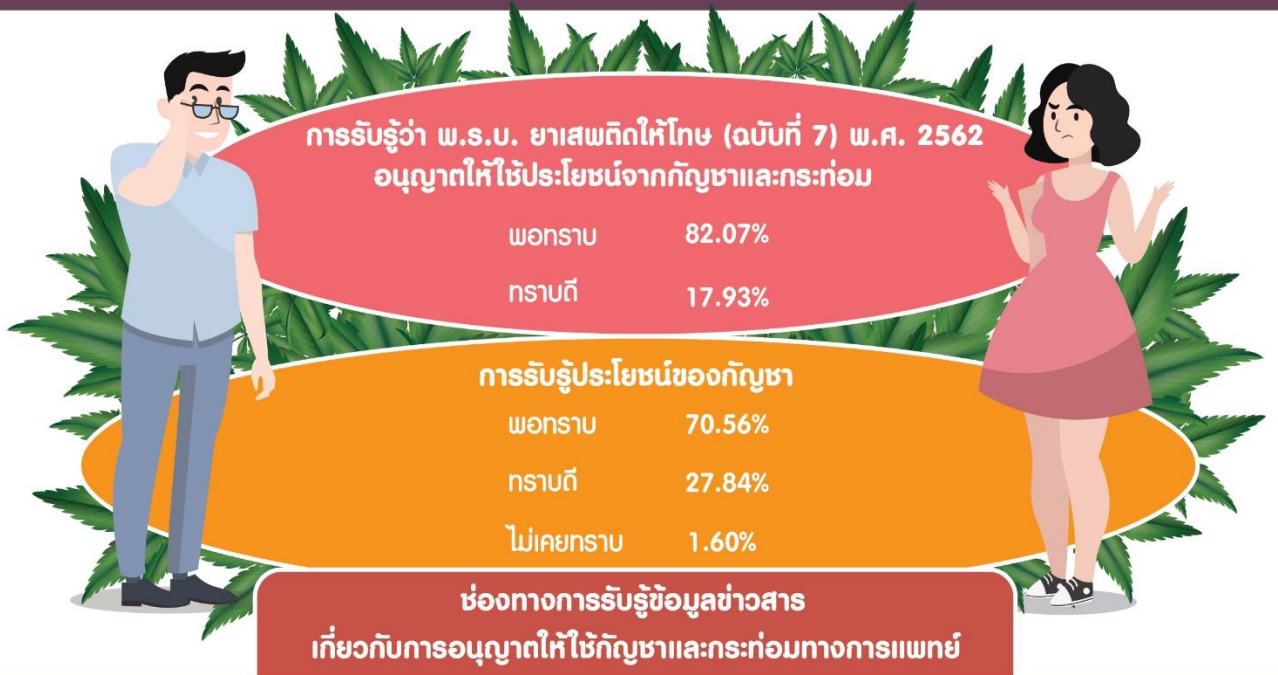 การรับรู้ว่า พ.ร.บ. ยาเสพติดให้โทษ (ฉบับที่ 7) พ.ศ. 2562
อนุญาตให้ใช้ประโยชน์จากกัญชาและกระท่อม
พอทราบ 82.07%
ทราบดี 17.93%
การรับรู้ประโยชน์ของกัญชา
พอทราบ 70.56%
ทราบดี 27.84%
ไม่เคยทราบ 1.60%
ช่องทางการรับรู้ข้อมูลข่าวสาร
เกี่ยวกับการอนุญาตให้ใช้กัญชาและกระท่อมทางการแพทย์